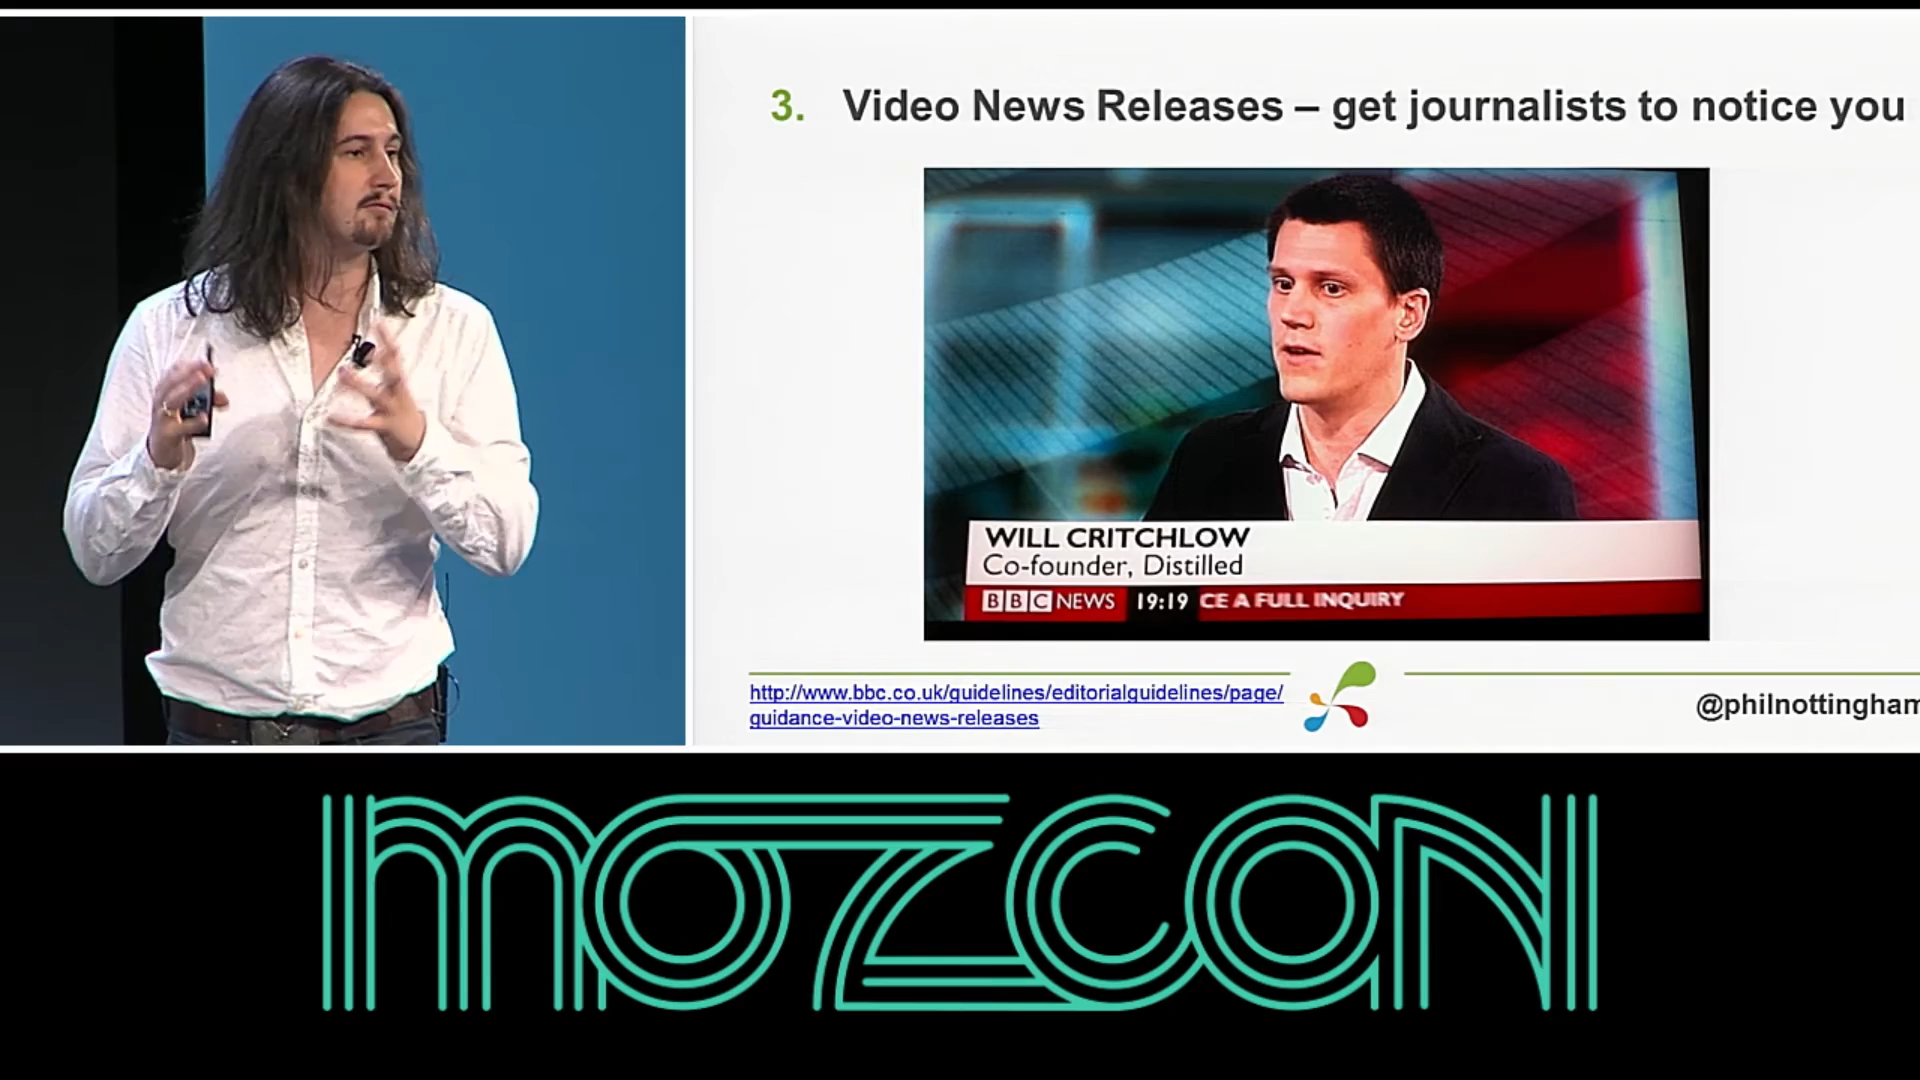 3. Video News Releases – get journalists to notice you
WILL CRITCHLOW
Co-founder, Distilled
BBC NEWS 19:19 CE A FULL INQUIRY
http://www.bbc.co.uk/guidelines/editorialguidelines/page/
guidance-video-news-releases
@philnottingham
mozcon